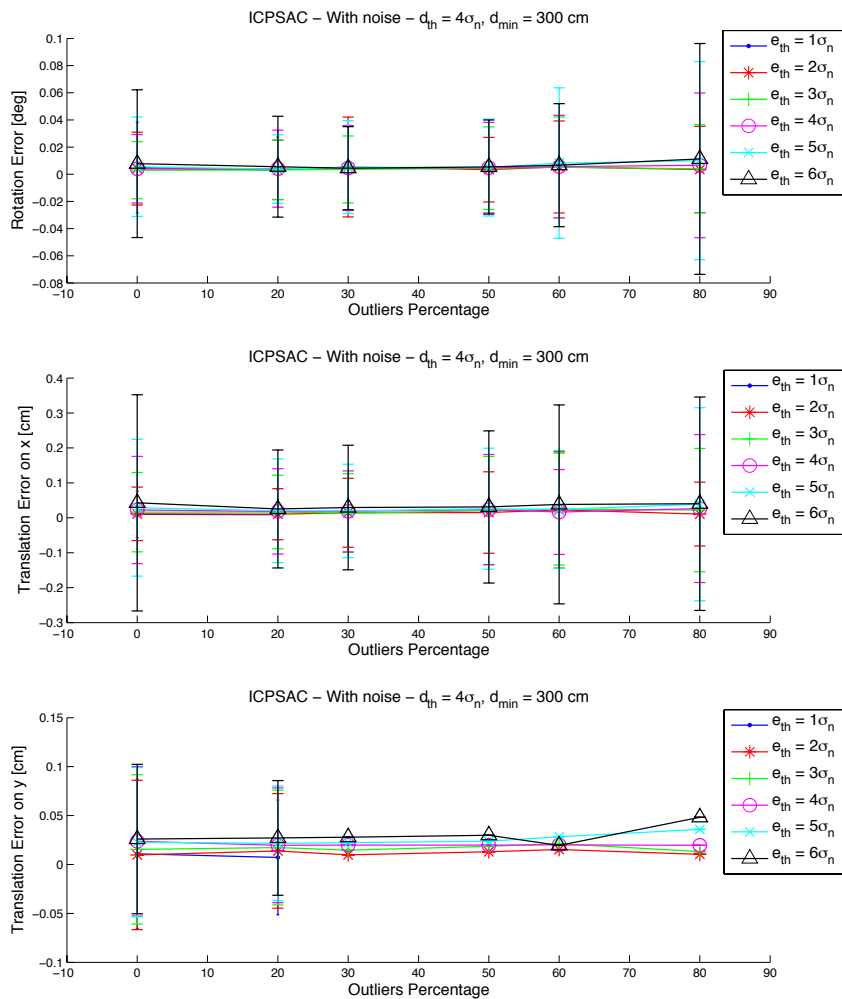 ICPSAC − With noise − d_th = 4σ_n, d_min = 300 cm
Rotation Error [deg]
0.1
0.08
0.06
0.04
0.02
0
−0.02
−0.04
−0.06
−0.08
−10 0 10 20 30 40 50 60 70 80 90
Outliers Percentage
e_th = 1σ_n
e_th = 2σ_n
e_th = 3σ_n
e_th = 4σ_n
e_th = 5σ_n
e_th = 6σ_n
ICPSAC − With noise − d_th = 4σ_n, d_min = 300 cm
Translation Error on x [cm]
0.4
0.3
0.2
0.1
0
−0.1
−0.2
−0.3
−10 0 10 20 30 40 50 60 70 80 90
Outliers Percentage
e_th = 1σ_n
e_th = 2σ_n
e_th = 3σ_n
e_th = 4σ_n
e_th = 5σ_n
e_th = 6σ_n
ICPSAC − With noise − d_th = 4σ_n, d_min = 300 cm
Translation Error on y [cm]
0.15
0.1
0.05
0
−0.05
−0.1
−10 0 10 20 30 40 50 60 70 80 90
Outliers Percentage
e_th = 1σ_n
e_th = 2σ_n
e_th = 3σ_n
e_th = 4σ_n
e_th = 5σ_n
e_th = 6σ_n